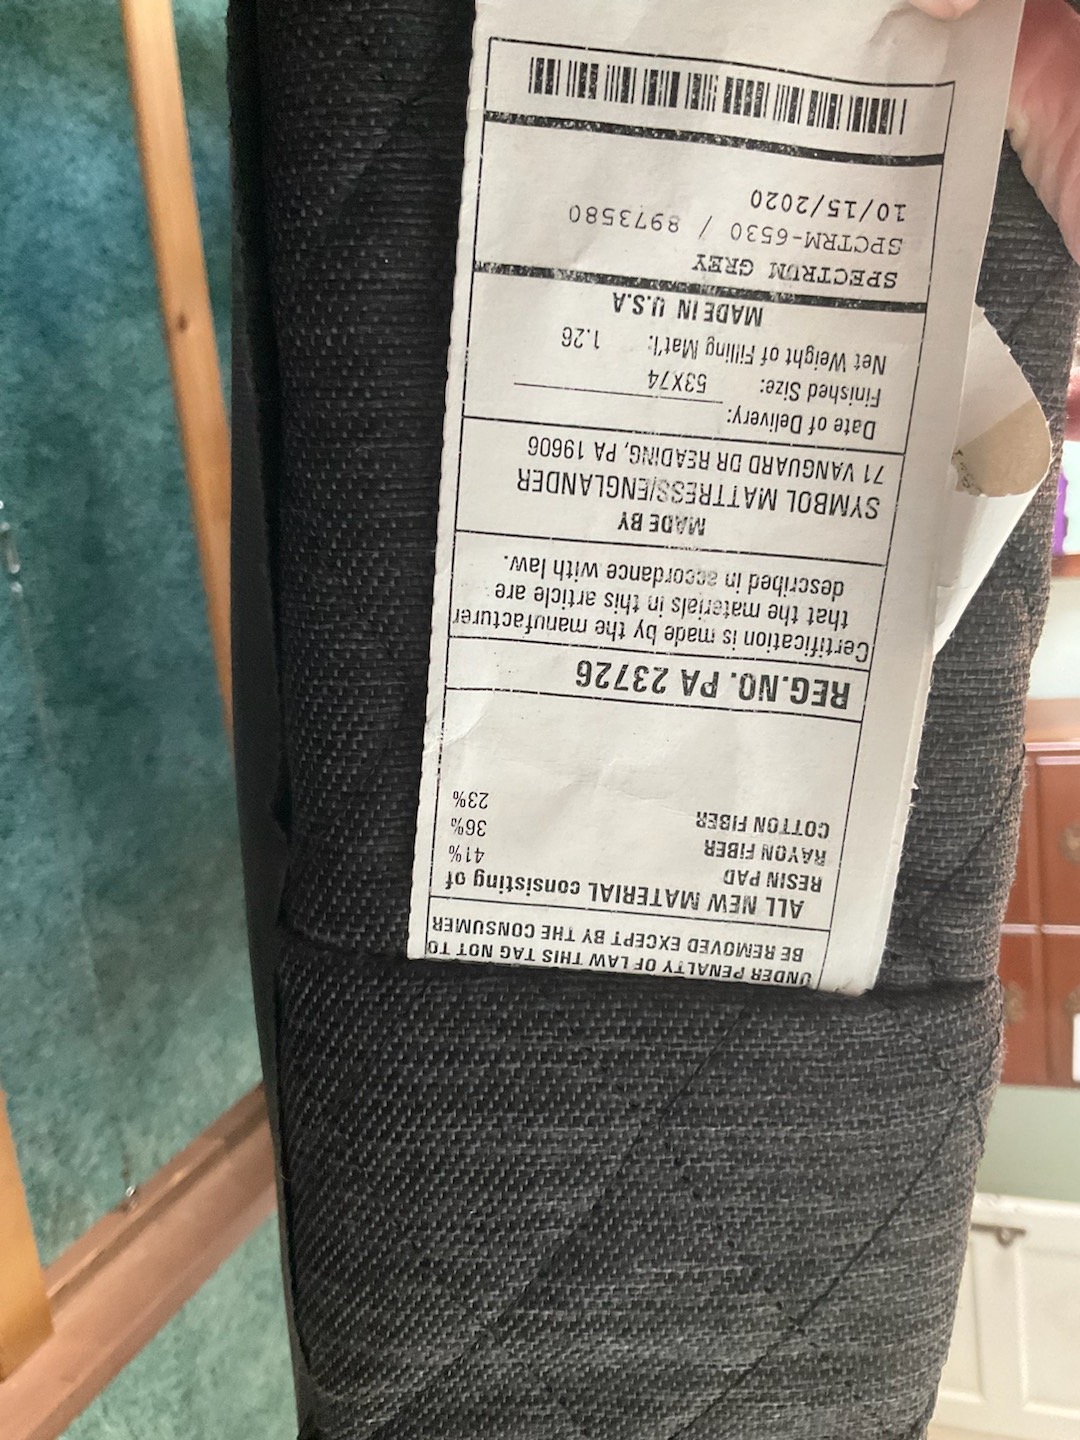 UNDER PENALTY OF LAW THIS TAG NOT TO
BE REMOVED EXCEPT BY THE CONSUMER
ALL NEW MATERIAL consisting of
RESIN PAD 41%
RAYON FIBER 36%
COTTON FIBER 23%
REG.NO. PA 23726
Certification is made by the manufacturer
that the materials in this article are
described in accordance with law.
MADE BY
SYMBOL MATTRESS/ENGLANDER
71 VANGUARD DR READING, PA 19606
Date of Delivery:
Finished Size: 53X74
Net Weight of Filling Mat'l: 1.26
MADE IN U.S.A
SPECTRUM GREY
SPCTRM-6530 / 8973580
10/15/2020